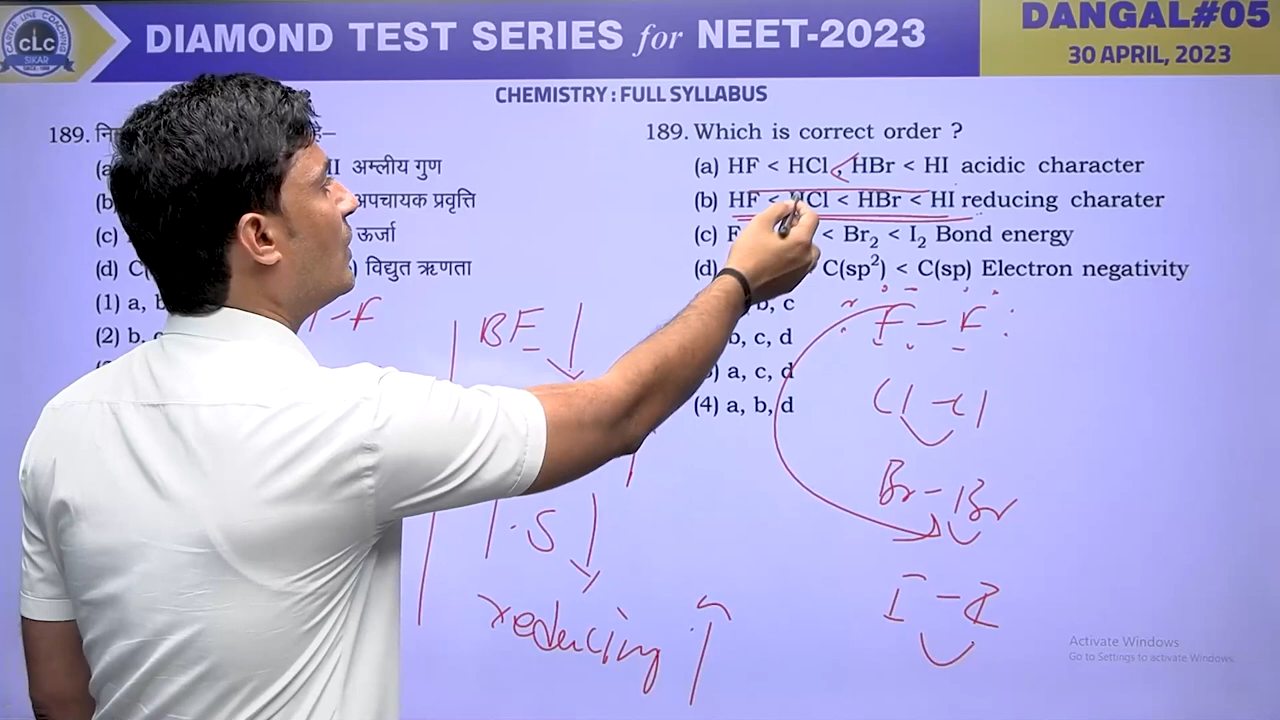 DIAMOND TEST SERIES for NEET-2023
DANGAL#05
30 APRIL, 2023
CAREER LINE COACHING
CLC
SIKAR
CHEMISTRY : FULL SYLLABUS
189.
अम्लीय गुण
अपचायक प्रवृत्ति
(c) ऊर्जा
(d) विद्युत ऋणता
(1) a,
(2) b,
189. Which is correct order ?
(a) HF < HCl < HBr < HI acidic character
(b) HF < HCl < HBr < HI reducing charater
(c) < Br₂ < I₂ Bond energy
(d) C(sp²) < C(sp) Electron negativity
b, c
b, c, d
a, c, d
(4) a, b, d
BE
S
reducing
F – F
Cl – Cl
Br – Br
I – I
Activate Windows
Go to Settings to activate Windows.